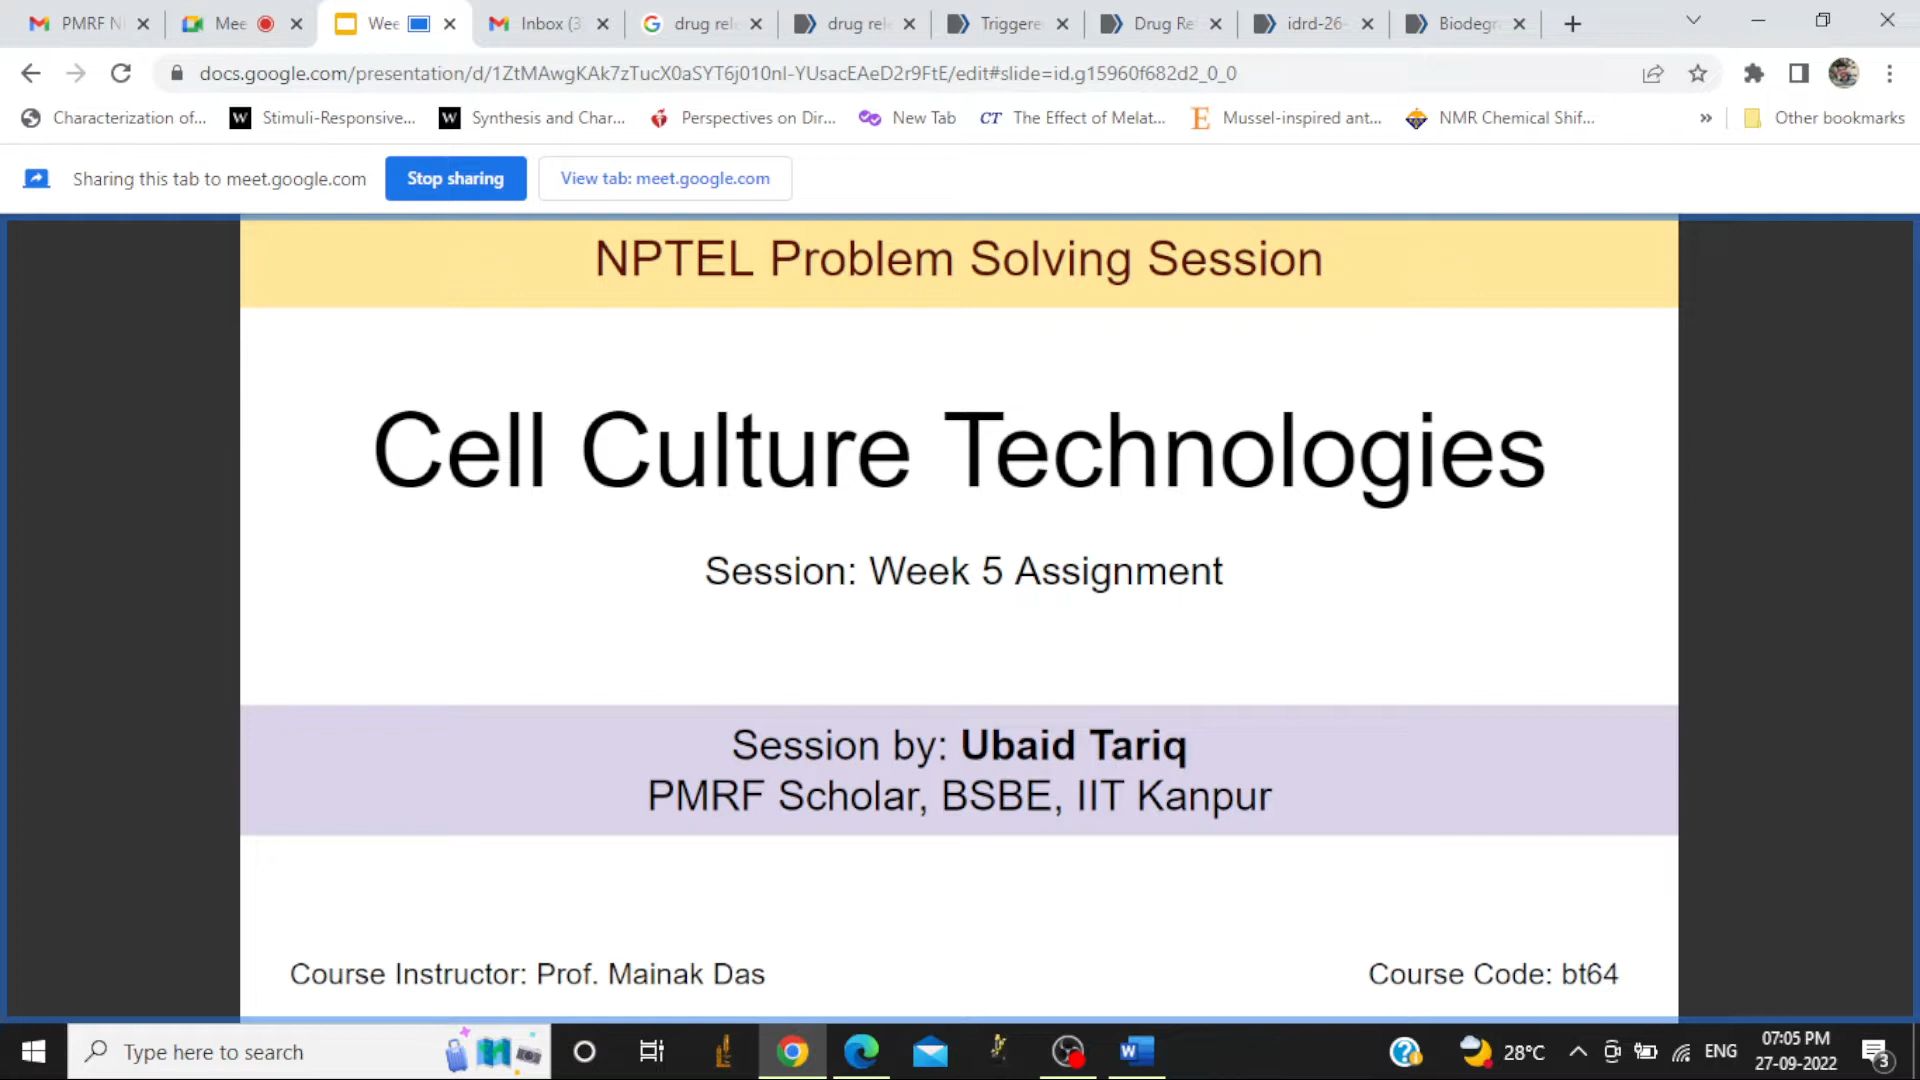 PMRF N
Mee
Wee
Inbox (3
drug rel
drug rel
Triggere
Drug Re
idrd-26-
Biodegr
docs.google.com/presentation/d/1ZtMAwgKAk7zTucX0aSYT6j010nI-YUsacEAeD2r9FtE/edit#slide=id.g15960f682d2_0_0
Characterization of...
Stimuli-Responsive...
Synthesis and Char...
Perspectives on Dir...
New Tab
CT The Effect of Melat...
E Mussel-inspired ant...
NMR Chemical Shif...
Other bookmarks
Sharing this tab to meet.google.com
Stop sharing
View tab: meet.google.com
NPTEL Problem Solving Session
Cell Culture Technologies
Session: Week 5 Assignment
Session by: Ubaid Tariq
PMRF Scholar, BSBE, IIT Kanpur
Course Instructor: Prof. Mainak Das
Course Code: bt64
Type here to search
28°C
ENG
07:05 PM
27-09-2022
3